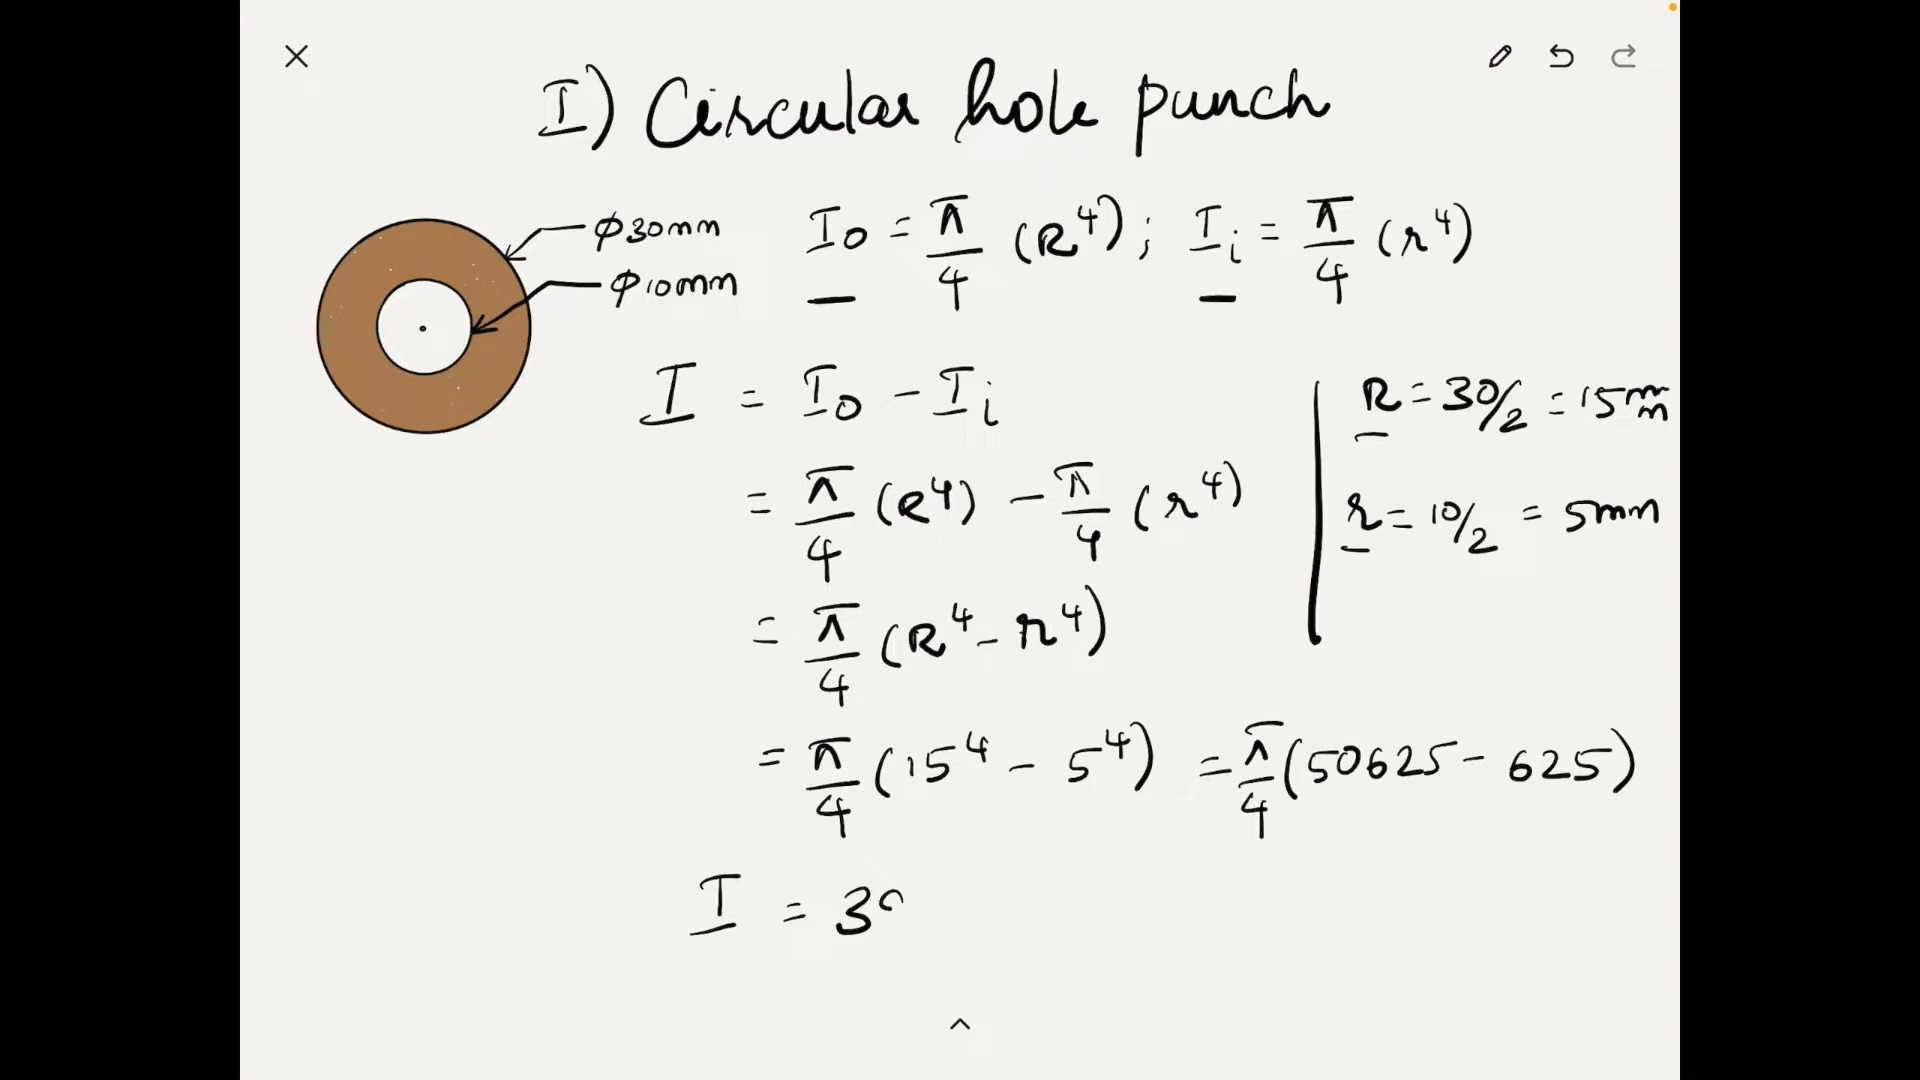 I) Circular hole punch
ϕ30mm
ϕ10mm
I₀ = π/4 (R⁴) ; Iᵢ = π/4 (r⁴)
I = I₀ - Iᵢ
= π/4 (R⁴) - π/4 (r⁴)
= π/4 (R⁴ - r⁴)
= π/4 (15⁴ - 5⁴) = π/4 (50625 - 625)
I = 3
R = 30/2 = 15mm
r = 10/2 = 5mm